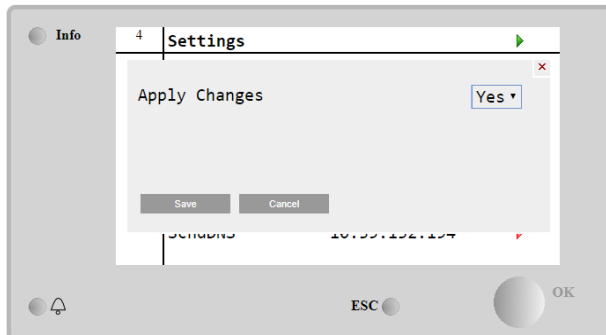 Info
4 Settings
Apply Changes
Yes
Save Cancel
ESC
OK